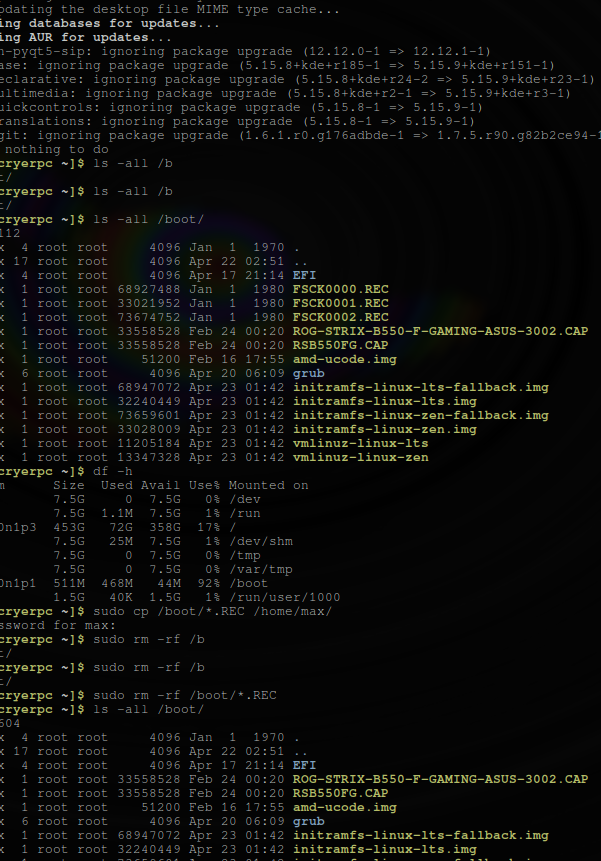 pdating the desktop file MIME type cache...
ing databases for updates...
ing AUR for updates...
n-pyqt5-sip: ignoring package upgrade (12.12.0-1 => 12.12.1-1)
ase: ignoring package upgrade (5.15.8+kde+r185-1 => 5.15.9+kde+r151-1)
eclarative: ignoring package upgrade (5.15.8+kde+r24-2 => 5.15.9+kde+r23-1)
ultimedia: ignoring package upgrade (5.15.8+kde+r2-1 => 5.15.9+kde+r3-1)
uickcontrols: ignoring package upgrade (5.15.8-1 => 5.15.9-1)
ranslations: ignoring package upgrade (5.15.8-1 => 5.15.9-1)
git: ignoring package upgrade (1.6.1.r0.g176adbde-1 => 1.7.5.r90.g82b2ce94-1
 nothing to do
cryerpc ~]$ ls -all /b
t/
cryerpc ~]$ ls -all /b
t/
cryerpc ~]$ ls -all /boot/
112
x  4 root root     4096 Jan  1  1970 .
x 17 root root     4096 Apr 22 02:51 ..
x  4 root root     4096 Apr 17 21:14 EFI
x  1 root root 68927488 Jan  1  1980 FSCK0000.REC
x  1 root root 33021952 Jan  1  1980 FSCK0001.REC
x  1 root root 73674752 Jan  1  1980 FSCK0002.REC
x  1 root root 33558528 Feb 24 00:20 ROG-STRIX-B550-F-GAMING-ASUS-3002.CAP
x  1 root root 33558528 Feb 24 00:20 RSB550FG.CAP
x  1 root root    51200 Feb 16 17:55 amd-ucode.img
x  6 root root     4096 Apr 20 06:09 grub
x  1 root root 68947072 Apr 23 01:42 initramfs-linux-lts-fallback.img
x  1 root root 32240449 Apr 23 01:42 initramfs-linux-lts.img
x  1 root root 73659601 Apr 23 01:42 initramfs-linux-zen-fallback.img
x  1 root root 33028009 Apr 23 01:42 initramfs-linux-zen.img
x  1 root root 11205184 Apr 23 01:42 vmlinuz-linux-lts
x  1 root root 13347328 Apr 23 01:42 vmlinuz-linux-zen
cryerpc ~]$ df -h
m      Size  Used Avail Use% Mounted on
       7.5G     0  7.5G   0% /dev
       7.5G  1.1M  7.5G   1% /run
0n1p3  453G   72G  358G  17% /
       7.5G   25M  7.5G   1% /dev/shm
       7.5G     0  7.5G   0% /tmp
       7.5G     0  7.5G   0% /var/tmp
0n1p1  511M  468M   44M  92% /boot
       1.5G   40K  1.5G   1% /run/user/1000
cryerpc ~]$ sudo cp /boot/*.REC /home/max/
ssword for max:
cryerpc ~]$ sudo rm -rf /b
t/
cryerpc ~]$ sudo rm -rf /b
t/
cryerpc ~]$ sudo rm -rf /boot/*.REC
cryerpc ~]$ ls -all /boot/
604
x  4 root root     4096 Jan  1  1970 .
x 17 root root     4096 Apr 22 02:51 ..
x  4 root root     4096 Apr 17 21:14 EFI
x  1 root root 33558528 Feb 24 00:20 ROG-STRIX-B550-F-GAMING-ASUS-3002.CAP
x  1 root root 33558528 Feb 24 00:20 RSB550FG.CAP
x  1 root root    51200 Feb 16 17:55 amd-ucode.img
x  6 root root     4096 Apr 20 06:09 grub
x  1 root root 68947072 Apr 23 01:42 initramfs-linux-lts-fallback.img
x  1 root root 32240449 Apr 23 01:42 initramfs-linux-lts.img